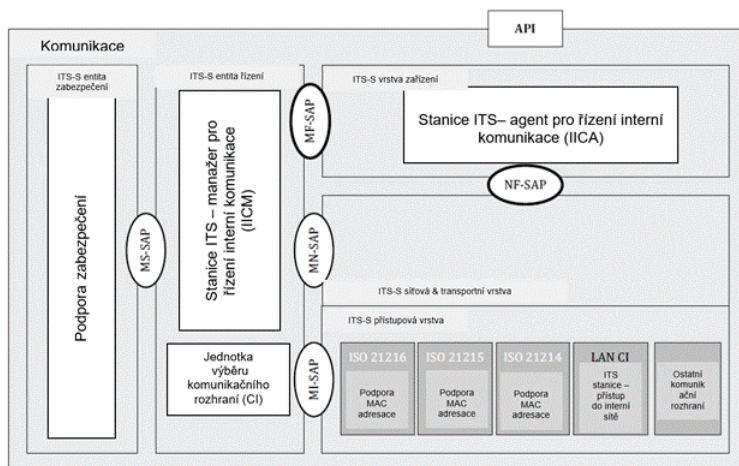 API
Komunikace
ITS-S entita
zabezpečení
Podpora zabezpečení
MS-SAP
ITS-S entita řízení
Stanice ITS – manažer pro
řízení interní komunikace
(IICM)
Jednotka
výběru
komunikačního
rozhraní (CI)
MF-SAP
MN-SAP
MI-SAP
ITS-S vrstva zařízení
Stanice ITS– agent pro řízení interní
komunikace (IICA)
NF-SAP
ITS-S síťová & transportní vrstva
ITS-S přístupová vrstva
ISO 21216
Podpora
MAC
adresace
ISO 21215
Podpora
MAC
adresace
ISO 21214
Podpora
MAC
adresace
LAN CI
ITS
stanice –
přístup
do interní
sítě
Ostatní
komunik
ační
rozhraní